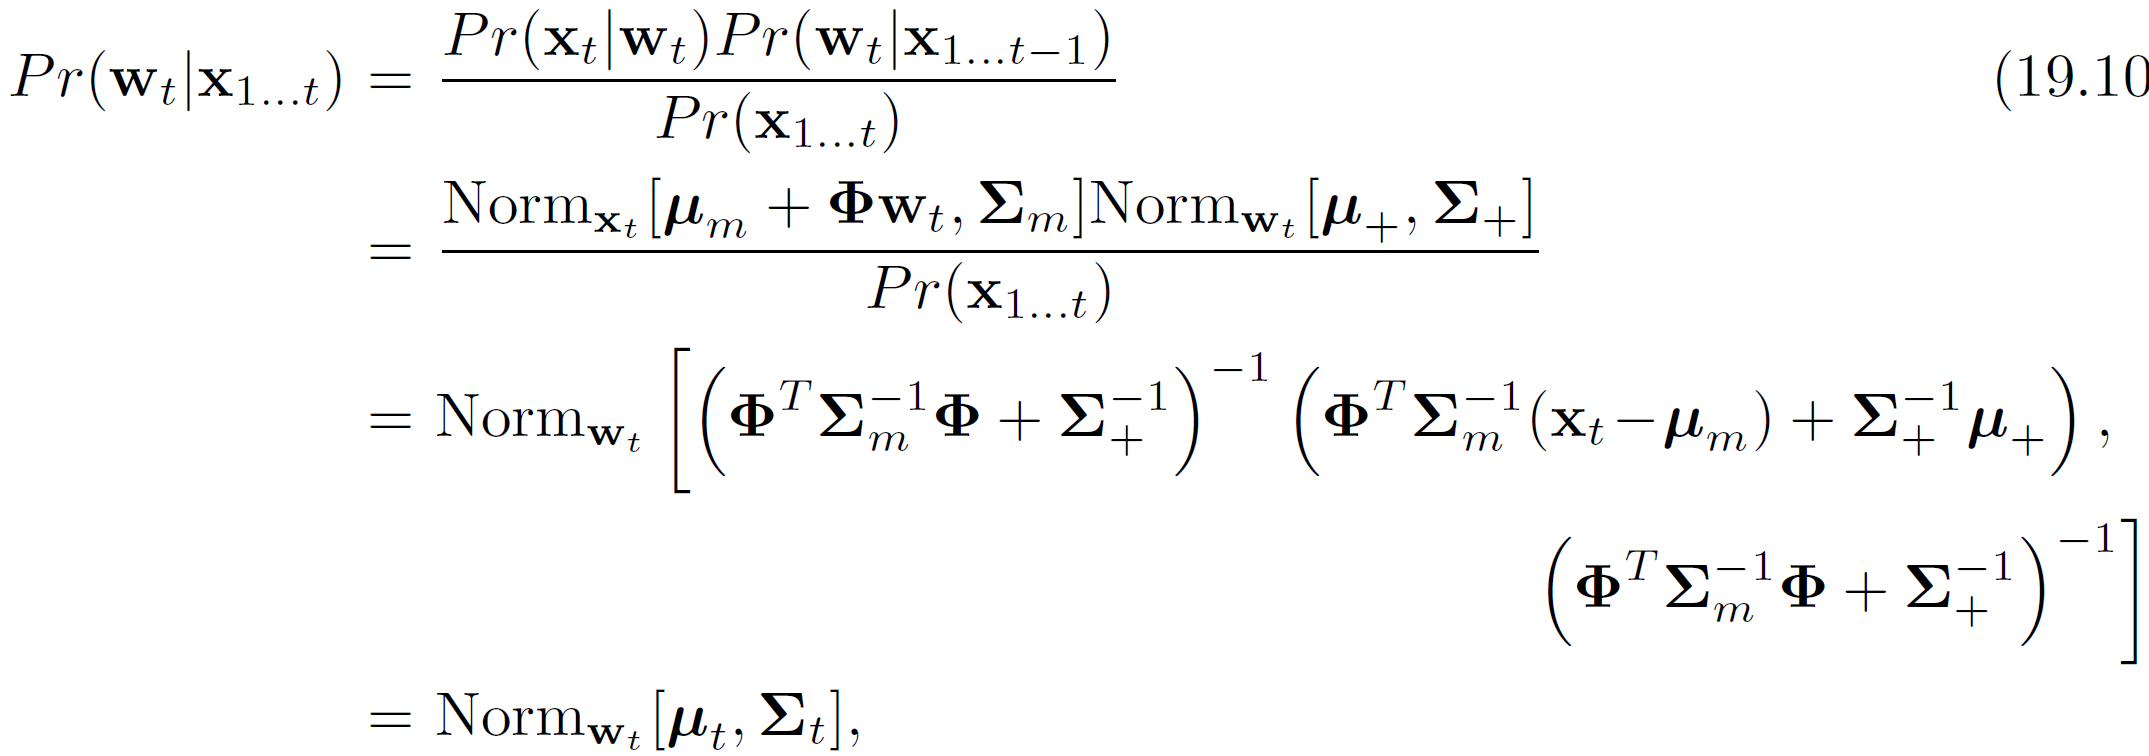 Pr(𝐰_t|𝐱_{1...t}) = \frac{Pr(𝐱_t|𝐰_t)Pr(𝐰_t|𝐱_{1...t−1})}{Pr(𝐱_{1...t})} (19.10
= \frac{Norm_{𝐱_t}[𝝁_m + 𝚽𝐰_t, 𝚺_m]Norm_{𝐰_t}[𝝁_+, 𝚺_+]}{Pr(𝐱_{1...t})}
= Norm_{𝐰_t} [(𝚽^T 𝚺_m^{−1} 𝚽 + 𝚺_+^{−1})^{−1} (𝚽^T 𝚺_m^{−1}(𝐱_t − 𝝁_m) + 𝚺_+^{−1} 𝝁_+),
(𝚽^T 𝚺_m^{−1} 𝚽 + 𝚺_+^{−1})^{−1}]
= Norm_{𝐰_t}[𝝁_t, 𝚺_t],